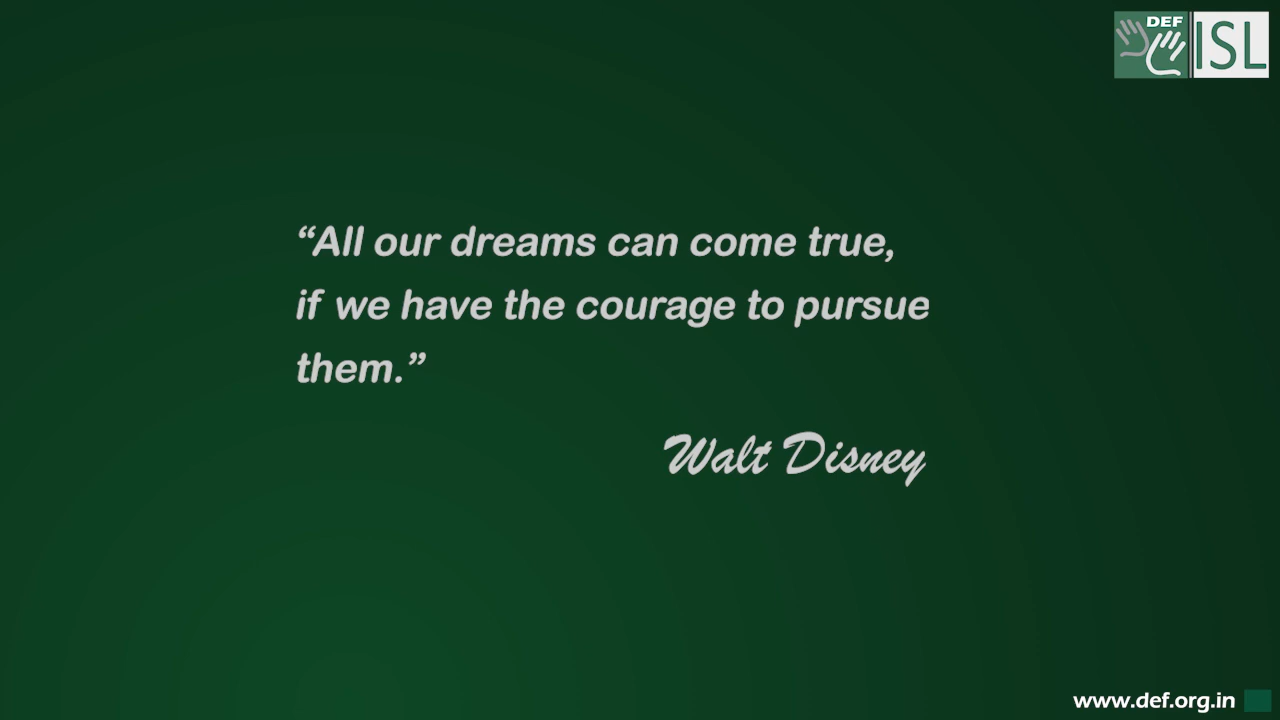 DEF
ISL
“All our dreams can come true,
if we have the courage to pursue
them.”
Walt Disney
www.def.org.in